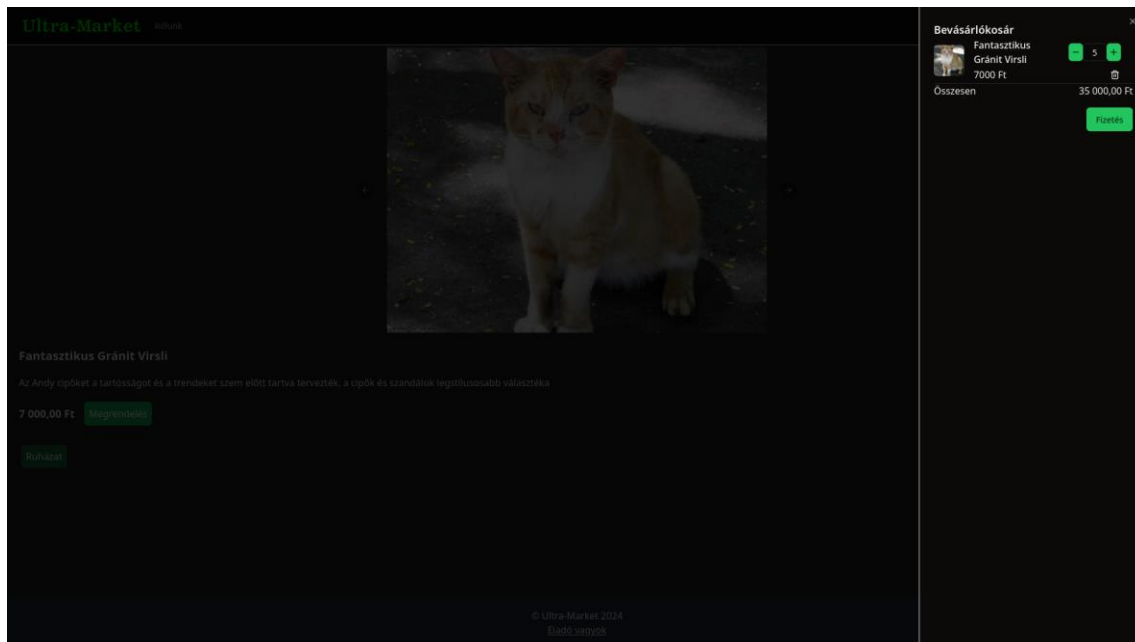 Ultra-Market Rólunk
Fantasztikus Gránit Virsli
Az Andy cipőket a tartósságot és a trendeket szem előtt tartva tervezték, a cipők és szandálok legstílusosabb választéka
7 000,00 Ft Megrendelés
Ruházat
© Ultra-Market 2024
Eladó vagyok
Bevásárlókosár
Fantasztikus
Gránit Virsli
5
7000 Ft
Összesen 35 000,00 Ft
Fizetés